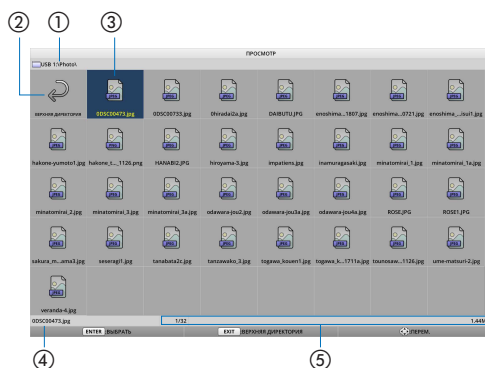 ② ① ③
ПРОСМОТР
USB 1:\Photo\
ВЕРХНЯЯ ДИРЕКТОРИЯ 0DSC00473.jpg 0DSC00733.jpg 0hiradai2a.jpg DAIBUTU.JPG enoshima...1807.jpg enoshima...0721.jpg enoshima_...isui1.jpg
hakone-yumoto1.jpg hakone_t..._1126.png HANABI2.JPG hiroyama-3.jpg impatiens.jpg inamuragasaki.jpg minatomirai_1.jpg minatomirai_1a.jpg
minatomirai_2.jpg minatomirai_3.jpg minatomirai_3a.jpg odawara-jou2.jpg odawara-jou3a.jpg odawara-jou4a.jpg ROSE.JPG ROSE1.JPG
sakura_m...ama3.jpg seseragi1.jpg tanabata2c.jpg tanzawako_3.jpg togawa_kouen1.jpg togawa_k...1711a.jpg tounosaw...1126.jpg ume-matsuri-2.jpg
veranda-4.jpg
0DSC00473.jpg 1/32 1.44M
ENTER :ВЫБРАТЬ EXIT :ВЕРХНЯЯ ДИРЕКТОРИЯ :ПЕРЕМ.
④ ⑤